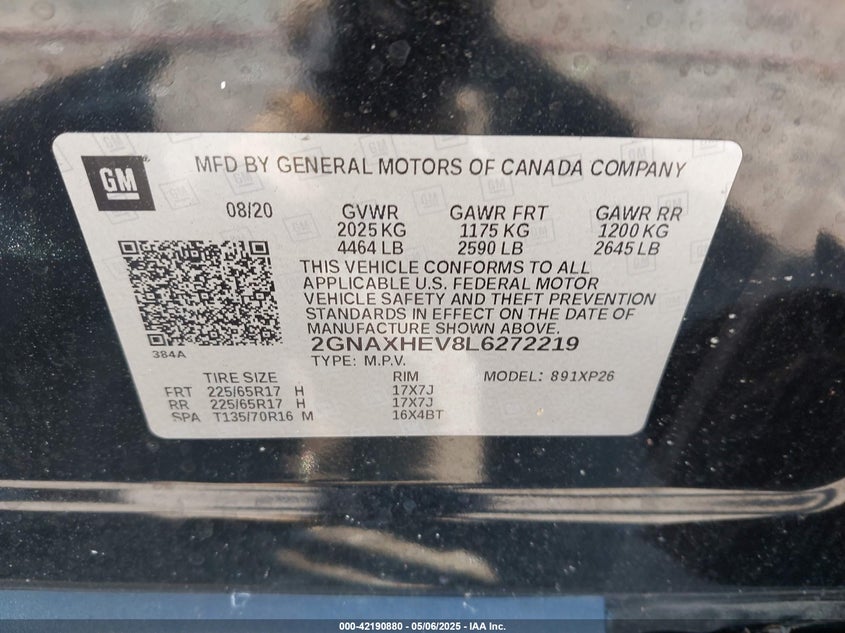 GM
MFD BY GENERAL MOTORS OF CANADA COMPANY
08/20 GVWR GAWR FRT GAWR RR
2025 KG 1175 KG 1200 KG
4464 LB 2590 LB 2645 LB
THIS VEHICLE CONFORMS TO ALL
APPLICABLE U.S. FEDERAL MOTOR
VEHICLE SAFETY AND THEFT PREVENTION
STANDARDS IN EFFECT ON THE DATE OF
MANUFACTURE SHOWN ABOVE.
2GNAXHEV8L6272219
384A
TYPE: M.P.V.
TIRE SIZE RIM MODEL: 891XP26
FRT 225/65R17 H 17X7J
RR 225/65R17 H 17X7J
SPA T135/70R16 M 16X4BT
000-42190880 - 05/06/2025 - IAA Inc.